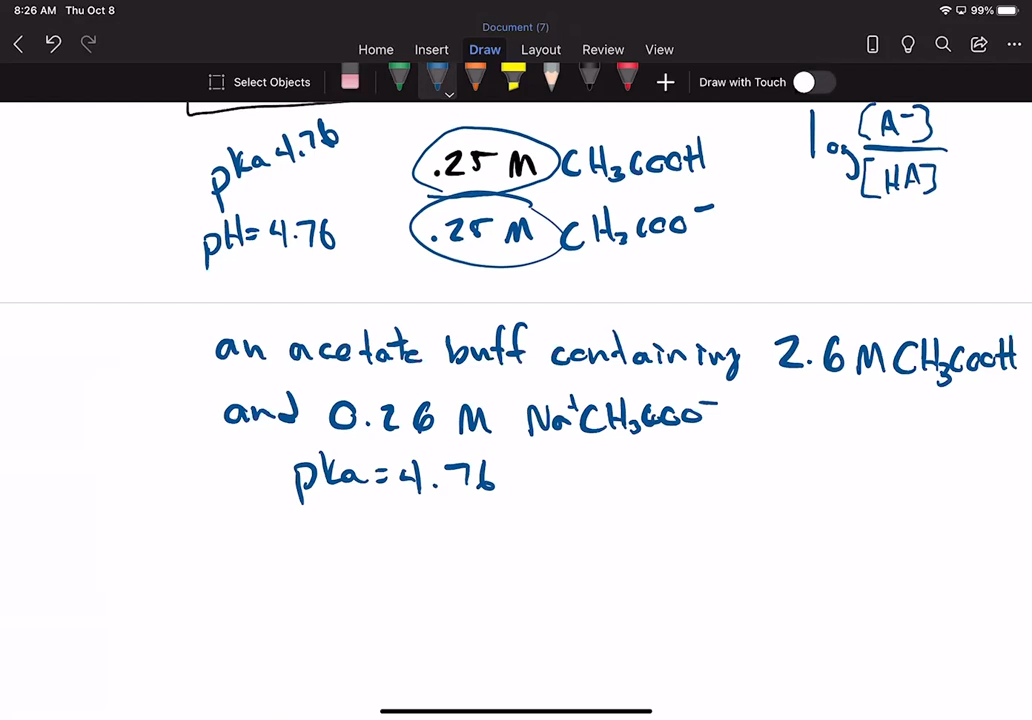 8:26 AM Thu Oct 8
99%
Document (7)
Home Insert Draw Layout Review View
Select Objects
Draw with Touch
pka 4.76
.25 M CH3COOH
log [A-]
[HA]
pH = 4.76
.25 M CH3COO-
an acetate buff containing 2.6 M CH3COOH
and 0.26 M Na+CH3COO-
pka = 4.76